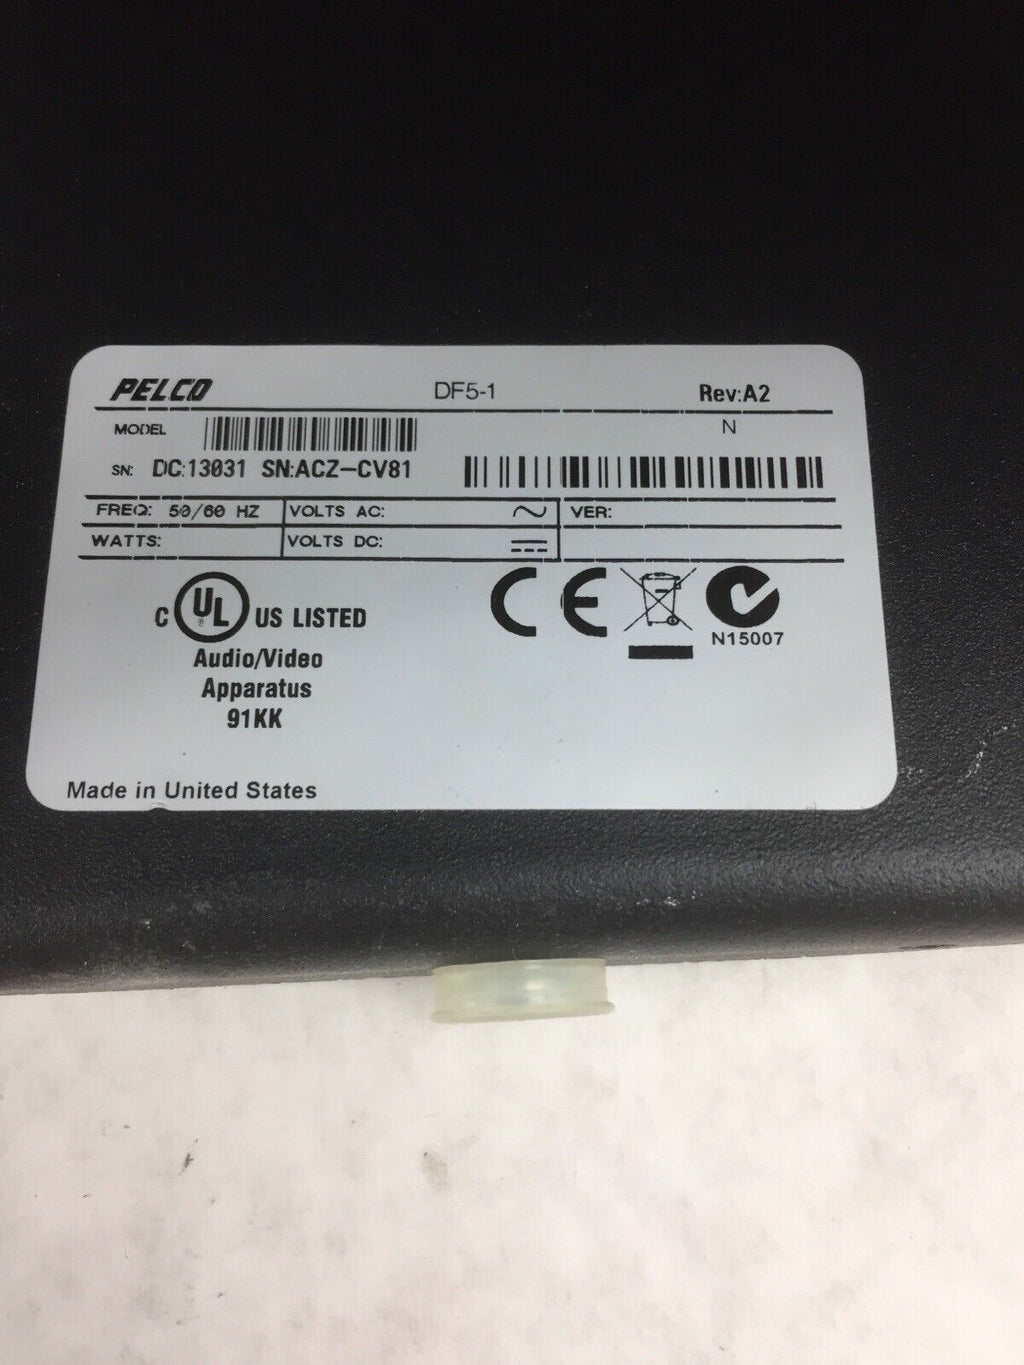 PELCO DF5-1 Rev:A2
MODEL N
SN: DC:13031 SN:ACZ-CV81
FREQ: 50/60 HZ VOLTS AC: VER:
WATTS: VOLTS DC:
C UL ® US LISTED
CE
N15007
Audio/Video
Apparatus
91KK
Made in United States